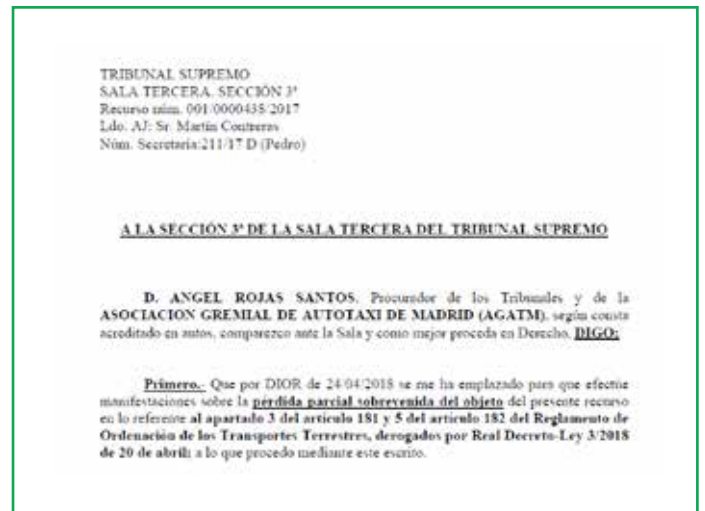 TRIBUNAL SUPREMO
SALA TERCERA. SECCIÓN 3ª
Recurso núm. 001/0000435/2017
Ldo. AJ: Sr. Martín Contreras
Núm. Secretaría:211/17 D (Pedro)
A LA SECCIÓN 3ª DE LA SALA TERCERA DEL TRIBUNAL SUPREMO
D. ANGEL ROJAS SANTOS, Procurador de los Tribunales y de la
ASOCIACION GREMIAL DE AUTOTAXI DE MADRID (AGATM), según consta
acreditado en autos, comparezco ante la Sala y como mejor proceda en Derecho, DIGO:
Primero.- Que por DIOR de 24/04/2018 se me ha emplazado para que efectúe
manifestaciones sobre la pérdida parcial sobrevenida del objeto del presente recurso
en lo referente al apartado 3 del artículo 181 y 5 del artículo 182 del Reglamento de
Ordenación de los Transportes Terrestres, derogados por Real Decreto-Ley 3/2018
de 20 de abril; a lo que procedo mediante este escrito.